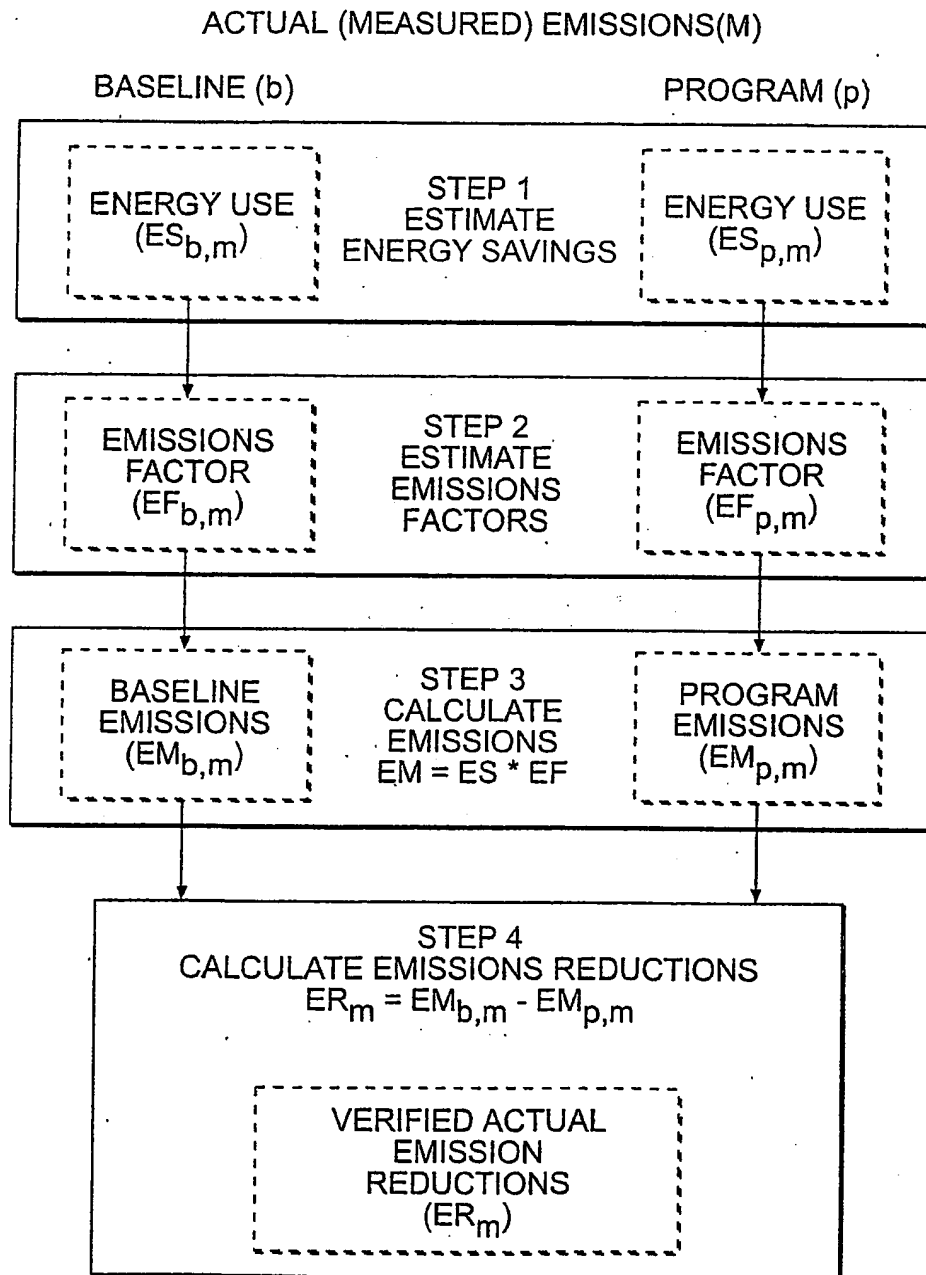 ACTUAL (MEASURED) EMISSIONS(M)
BASELINE (b)
PROGRAM (p)
ENERGY USE
(ESb,m)
STEP 1
ESTIMATE
ENERGY SAVINGS
ENERGY USE
(ESp,m)
EMISSIONS
FACTOR
(EFb,m)
STEP 2
ESTIMATE
EMISSIONS
FACTORS
EMISSIONS
FACTOR
(EFp,m)
BASELINE
EMISSIONS
(EMb,m)
STEP 3
CALCULATE
EMISSIONS
EM = ES * EF
PROGRAM
EMISSIONS
(EMp,m)
STEP 4
CALCULATE EMISSIONS REDUCTIONS
ERm = EMb,m - EMp,m
VERIFIED ACTUAL
EMISSION
REDUCTIONS
(ERm)